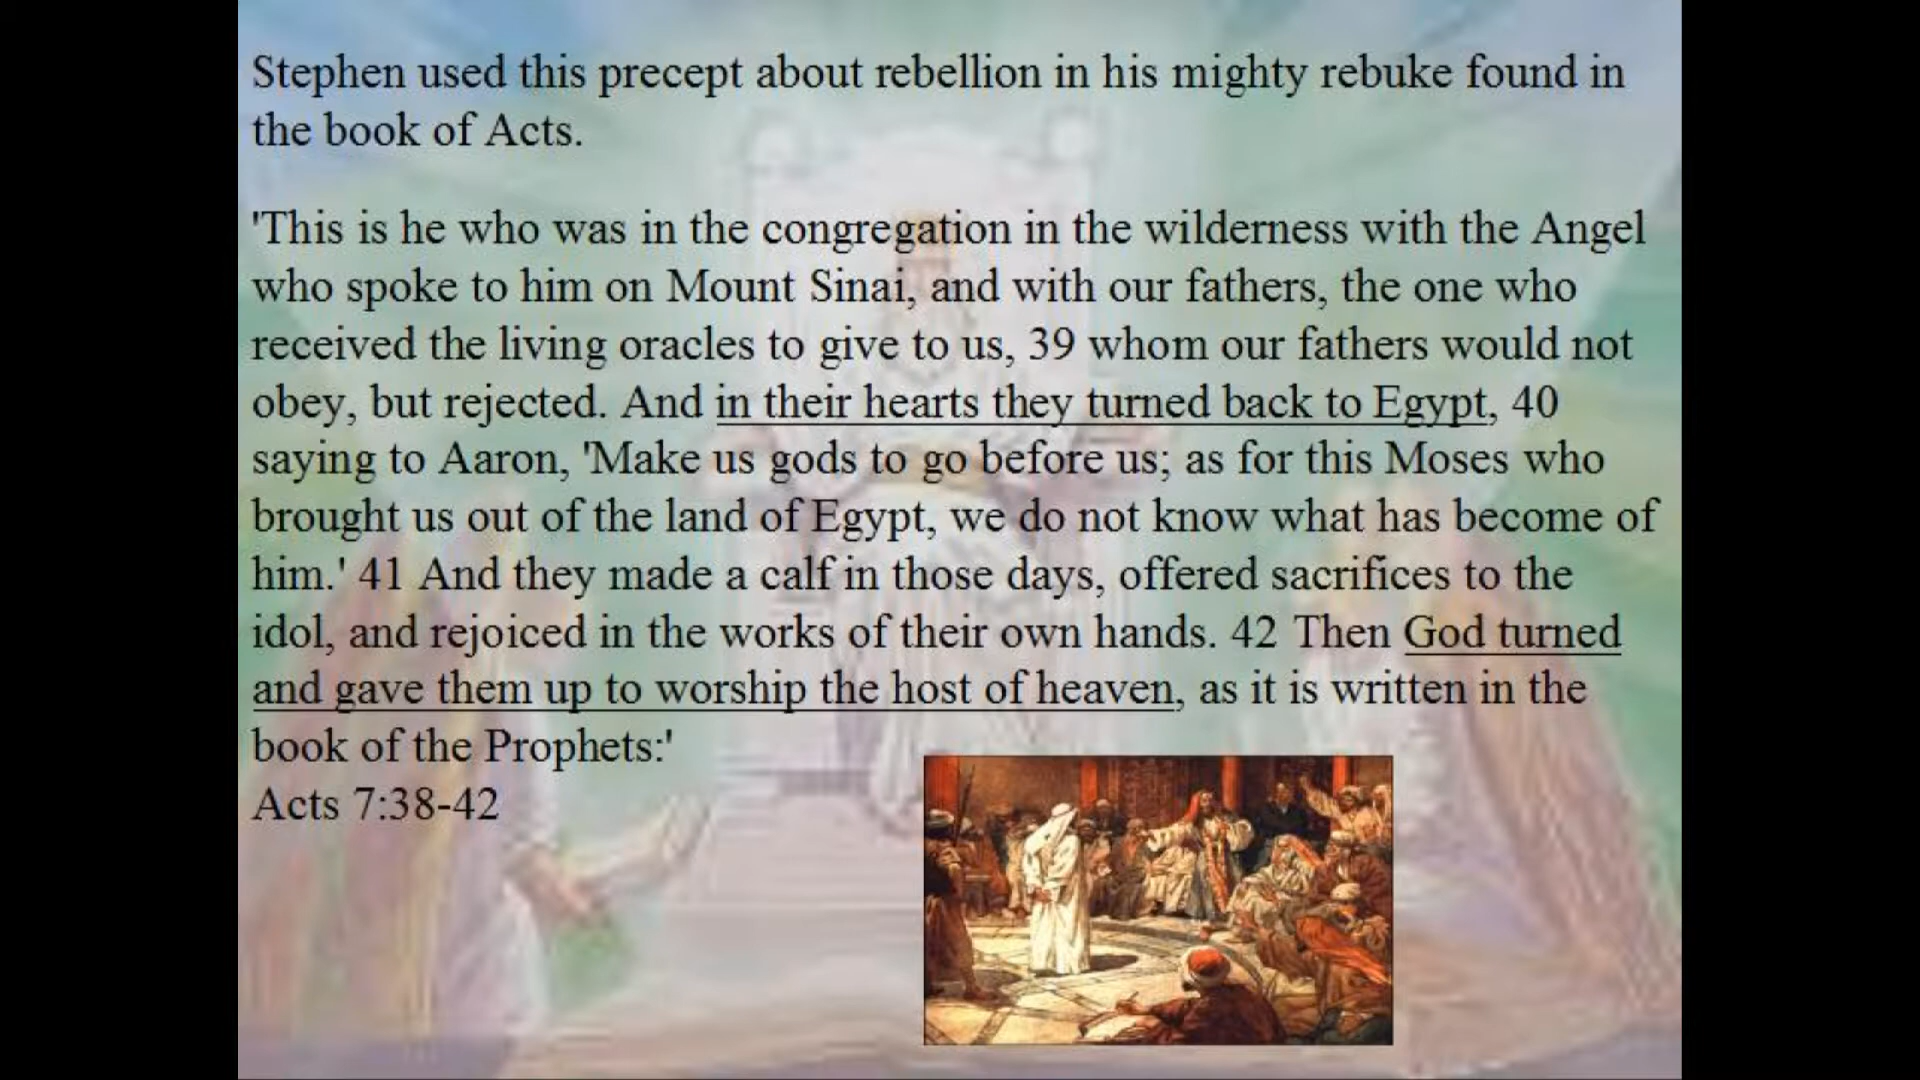 Stephen used this precept about rebellion in his mighty rebuke found in
the book of Acts.
'This is he who was in the congregation in the wilderness with the Angel
who spoke to him on Mount Sinai, and with our fathers, the one who
received the living oracles to give to us, 39 whom our fathers would not
obey, but rejected. And in their hearts they turned back to Egypt, 40
saying to Aaron, 'Make us gods to go before us; as for this Moses who
brought us out of the land of Egypt, we do not know what has become of
him.' 41 And they made a calf in those days, offered sacrifices to the
idol, and rejoiced in the works of their own hands. 42 Then God turned
and gave them up to worship the host of heaven, as it is written in the
book of the Prophets:'
Acts 7:38-42